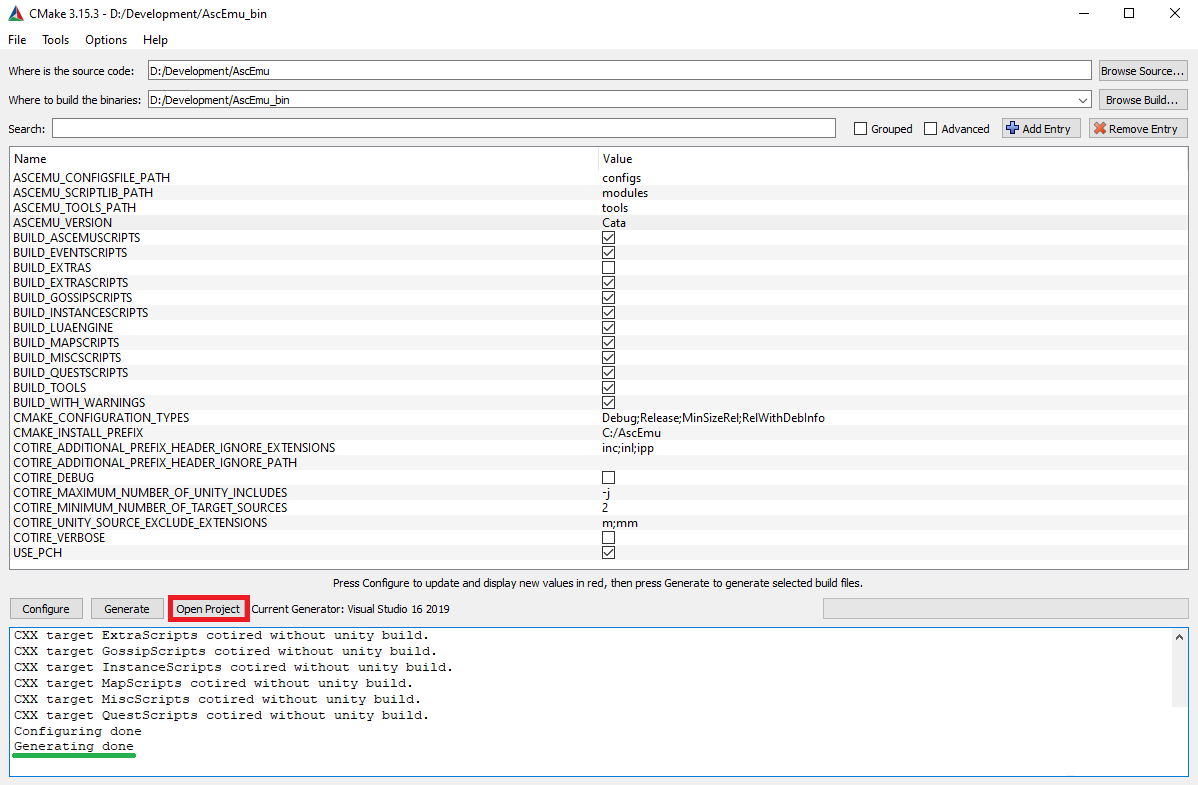 CMake 3.15.3 - D:/Development/AscEmu_bin
File Tools Options Help
Where is the source code: D:/Development/AscEmu Browse Source...
Where to build the binaries: D:/Development/AscEmu_bin Browse Build...
Search: Grouped Advanced Add Entry Remove Entry
Name Value
ASCEMU_CONFIGSFILE_PATH configs
ASCEMU_SCRIPTLIB_PATH modules
ASCEMU_TOOLS_PATH tools
ASCEMU_VERSION Cata
BUILD_ASCEMUSCRIPTS
BUILD_EVENTSCRIPTS
BUILD_EXTRAS
BUILD_EXTRASCRIPTS
BUILD_GOSSIPSCRIPTS
BUILD_INSTANCESCRIPTS
BUILD_LUAENGINE
BUILD_MAPSCRIPTS
BUILD_MISCSCRIPTS
BUILD_QUESTSCRIPTS
BUILD_TOOLS
BUILD_WITH_WARNINGS
CMAKE_CONFIGURATION_TYPES Debug;Release;MinSizeRel;RelWithDebInfo
CMAKE_INSTALL_PREFIX C:/AscEmu
COTIRE_ADDITIONAL_PREFIX_HEADER_IGNORE_EXTENSIONS inc;inl;ipp
COTIRE_ADDITIONAL_PREFIX_HEADER_IGNORE_PATH
COTIRE_DEBUG
COTIRE_MAXIMUM_NUMBER_OF_UNITY_INCLUDES -j
COTIRE_MINIMUM_NUMBER_OF_TARGET_SOURCES 2
COTIRE_UNITY_SOURCE_EXCLUDE_EXTENSIONS m;mm
COTIRE_VERBOSE
USE_PCH
Press Configure to update and display new values in red, then press Generate to generate selected build files.
Configure Generate Open Project Current Generator: Visual Studio 16 2019
CXX target ExtraScripts cotired without unity build.
CXX target GossipScripts cotired without unity build.
CXX target InstanceScripts cotired without unity build.
CXX target MapScripts cotired without unity build.
CXX target MiscScripts cotired without unity build.
CXX target QuestScripts cotired without unity build.
Configuring done
Generating done